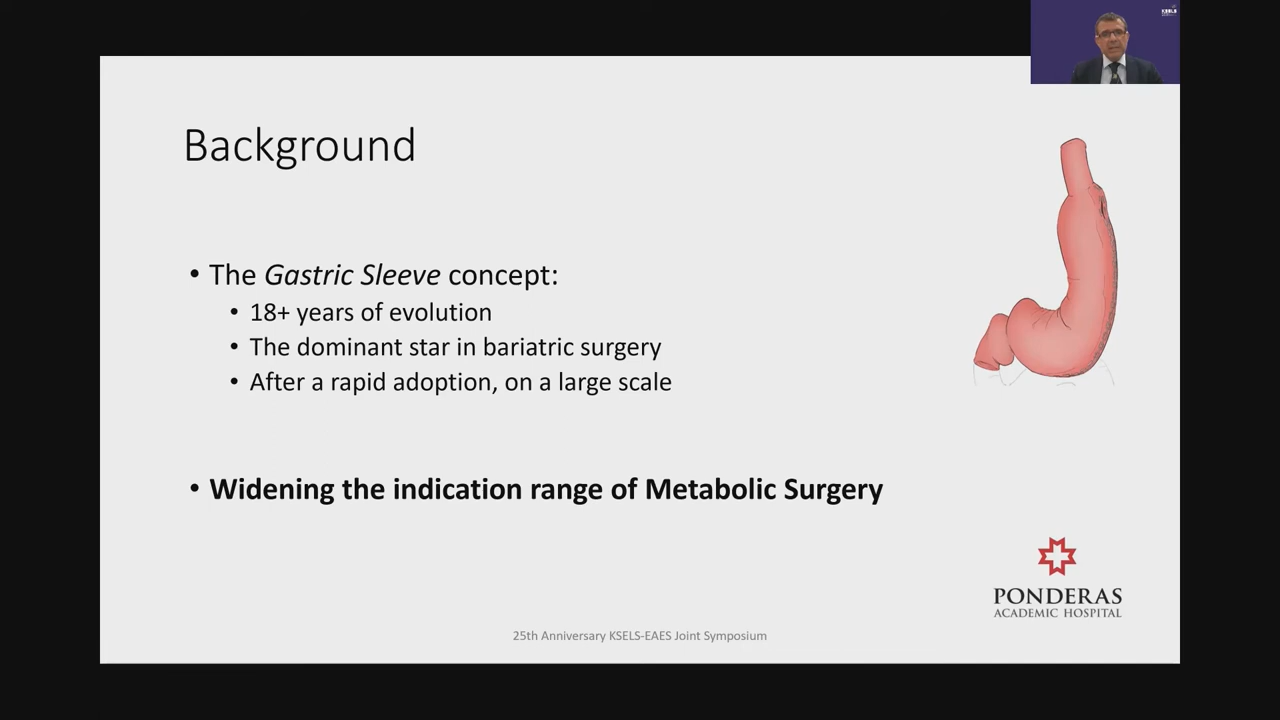 KSELS
Background
• The Gastric Sleeve concept:
• 18+ years of evolution
• The dominant star in bariatric surgery
• After a rapid adoption, on a large scale
• Widening the indication range of Metabolic Surgery
PONDERAS
ACADEMIC HOSPITAL
25th Anniversary KSELS-EAES Joint Symposium